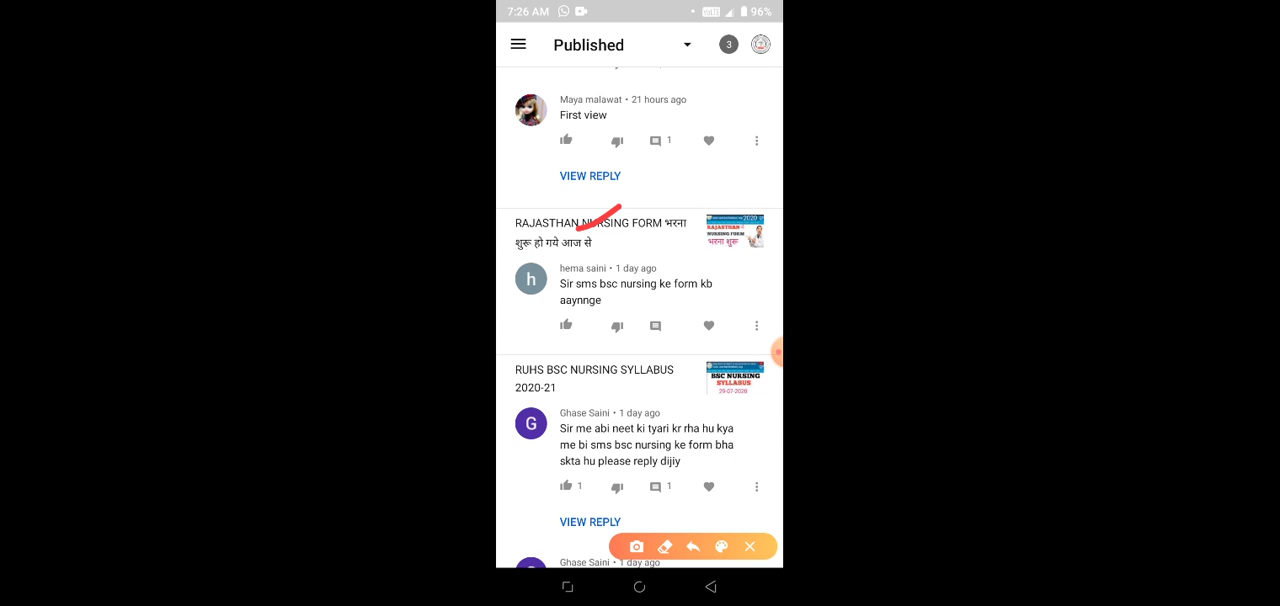 7:26 AM 96%
Published 3
Maya malawat • 21 hours ago
First view
1
VIEW REPLY
RAJASTHAN NURSING FORM भरना
शुरू हो गये आज से
2020
RAJASTHAN
NURSING FORM
भरना शुरू
h
hema saini • 1 day ago
Sir sms bsc nursing ke form kb
aaynnge
RUHS BSC NURSING SYLLABUS
2020-21
BSC NURSING
SYLLABUS
29-07-2020
G
Ghase Saini • 1 day ago
Sir me abi neet ki tyari kr rha hu kya
me bi sms bsc nursing ke form bha
skta hu please reply dijiy
1 1
VIEW REPLY
Ghase Saini • 1 day ago